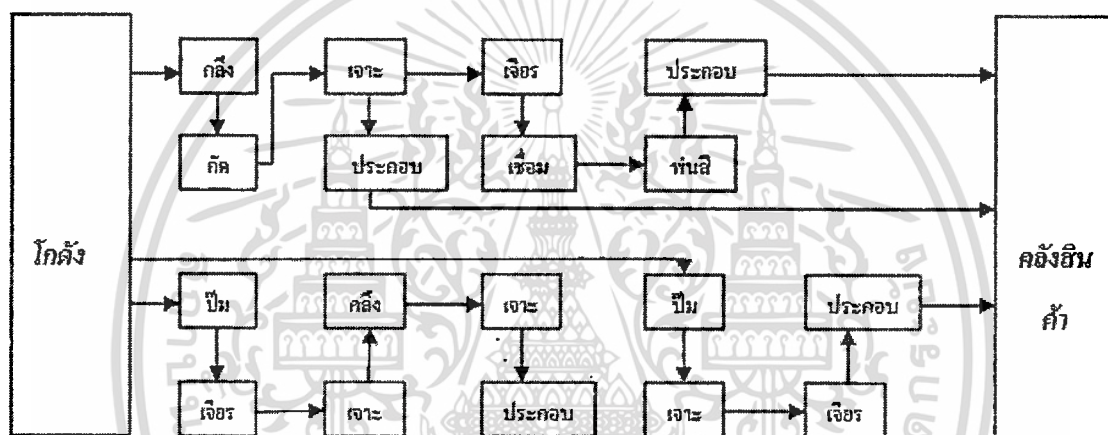 กลึง เจาะ เจียร ประกอบ
กัด ประกอบ เชื่อม พ่นสี
โกดัง คลังสิน
ค้า
ปั๊ม คลึง เจาะ ปั๊ม ประกอบ
เจียร เจาะ ประกอบ เจาะ เจียร